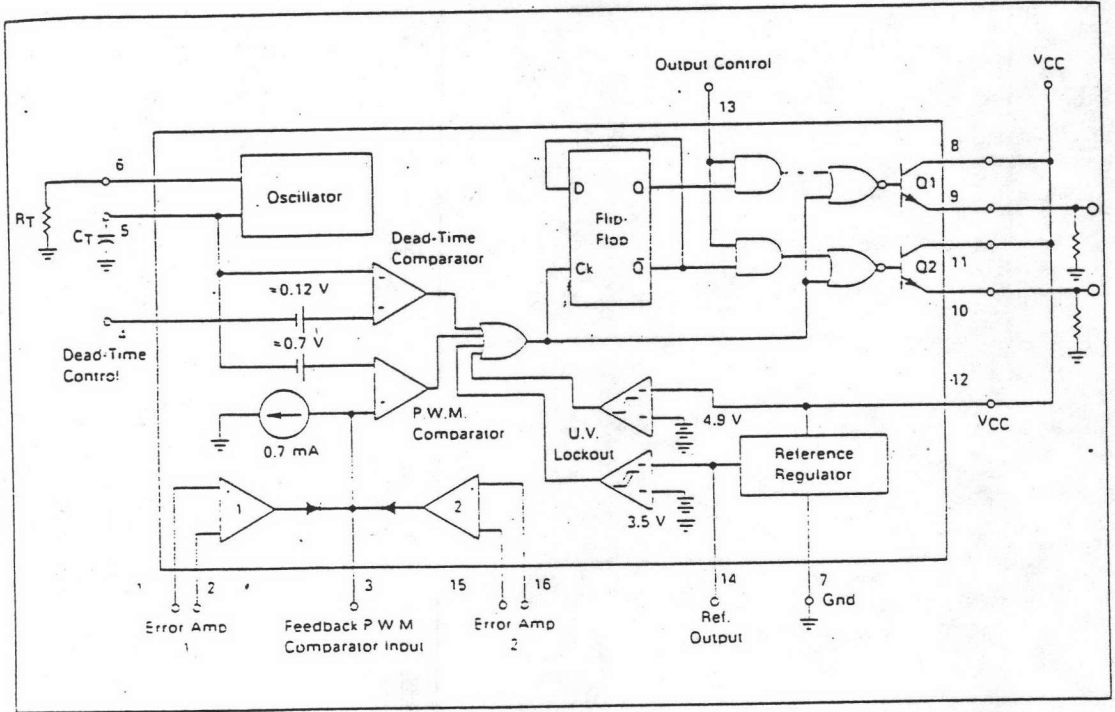 Output Control
VCC
13
6
8
Oscillator
D
Q
Q1
9
RT
CT
5
Flip-
Flop
Dead-Time
Comparator
Ck
Q̄
Q2
11
≈0.12 V
10
≈0.7 V
Dead-Time
Control
12
P.W.M.
Comparator
4.9 V
VCC
0.7 mA
U.V.
Lockout
Reference
Regulator
1
2
3.5 V
1
2
3
15
16
14
7
Gnd
Error Amp
1
Feedback P.W.M.
Comparator Input
Error Amp
2
Ref.
Output